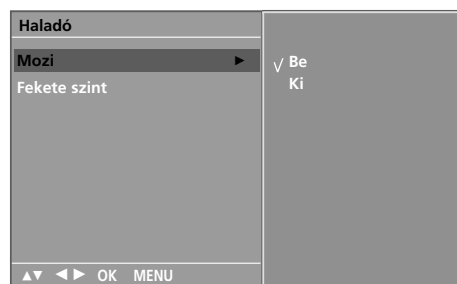 Haladó
Mozi ►
√ Be
Ki
Fekete szint
▲▼ ◄ ► OK MENU